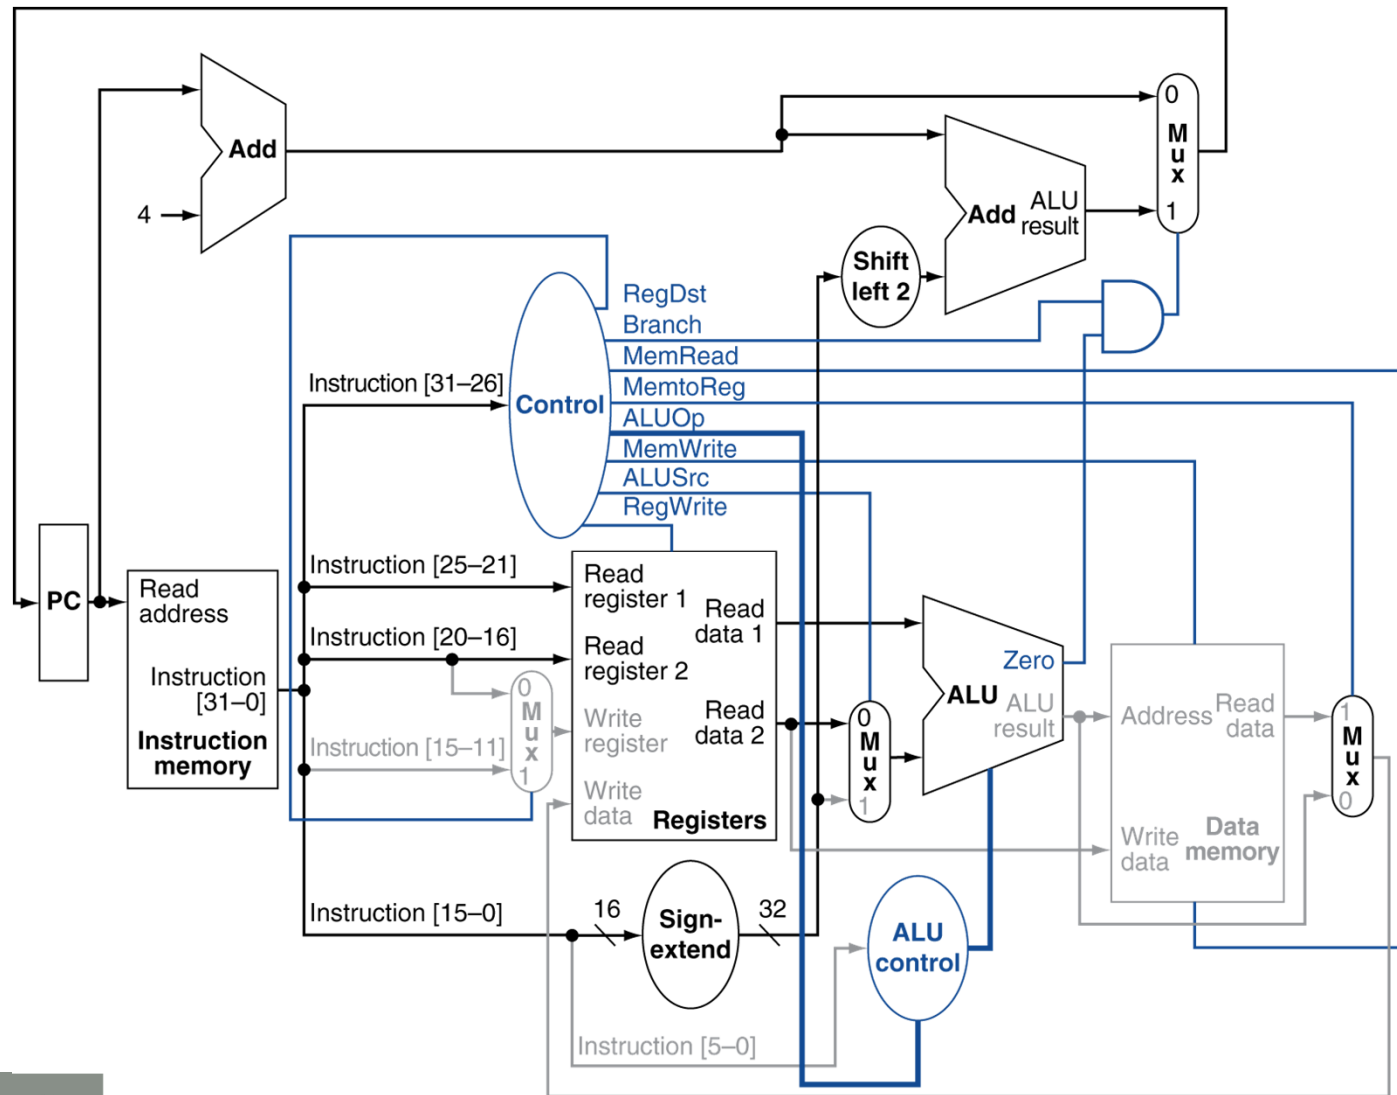 0
M
u
x
1
Add
4
Add
ALU
result
Shift
left 2
RegDst
Branch
MemRead
MemtoReg
ALUOp
MemWrite
ALUSrc
RegWrite
Instruction [31–26]
Control
PC
Read
address
Instruction
[31–0]
Instruction
memory
Instruction [25–21]
Instruction [20–16]
Instruction [15–11]
0
M
u
x
1
Read
register 1
Read
register 2
Write
register
Write
data
Read
data 1
Read
data 2
Registers
0
M
u
x
1
Zero
ALU
ALU
result
Address
Read
data
Write
data
Data
memory
1
M
u
x
0
Instruction [15–0]
16
Sign-
extend
32
ALU
control
Instruction [5–0]